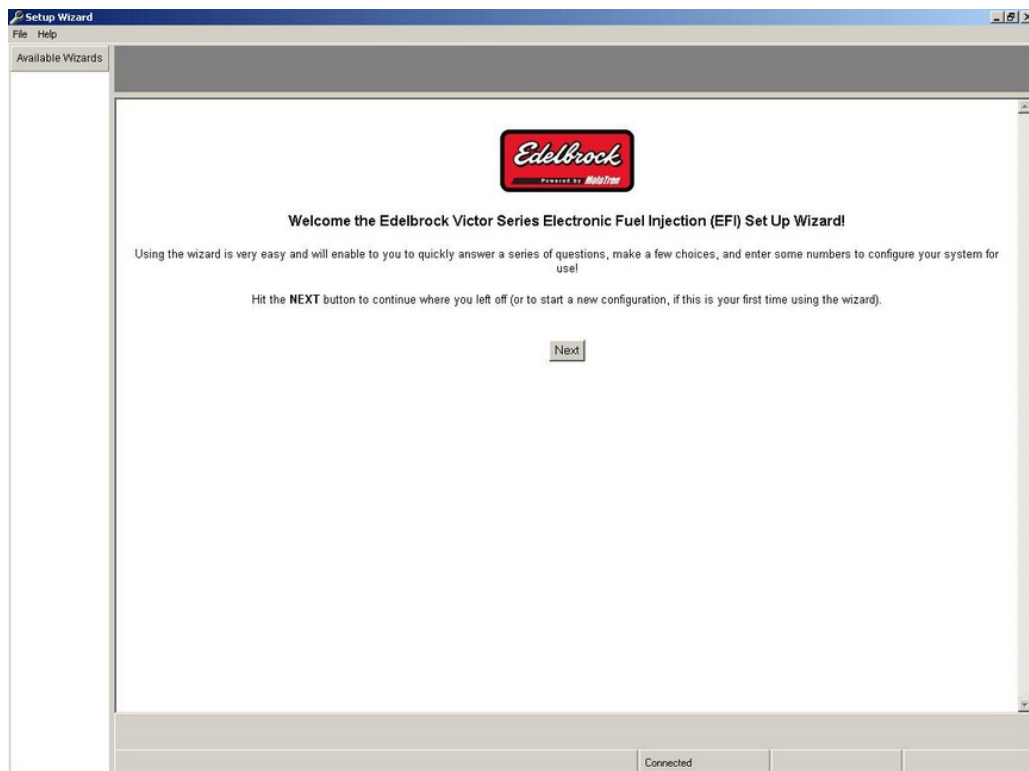 Setup Wizard
File Help
Available Wizards
Edelbrock
Powered by MotoTron
Welcome the Edelbrock Victor Series Electronic Fuel Injection (EFI) Set Up Wizard!
Using the wizard is very easy and will enable to you to quickly answer a series of questions, make a few choices, and enter some numbers to configure your system for
use!
Hit the NEXT button to continue where you left off (or to start a new configuration, if this is your first time using the wizard).
Next
Connected